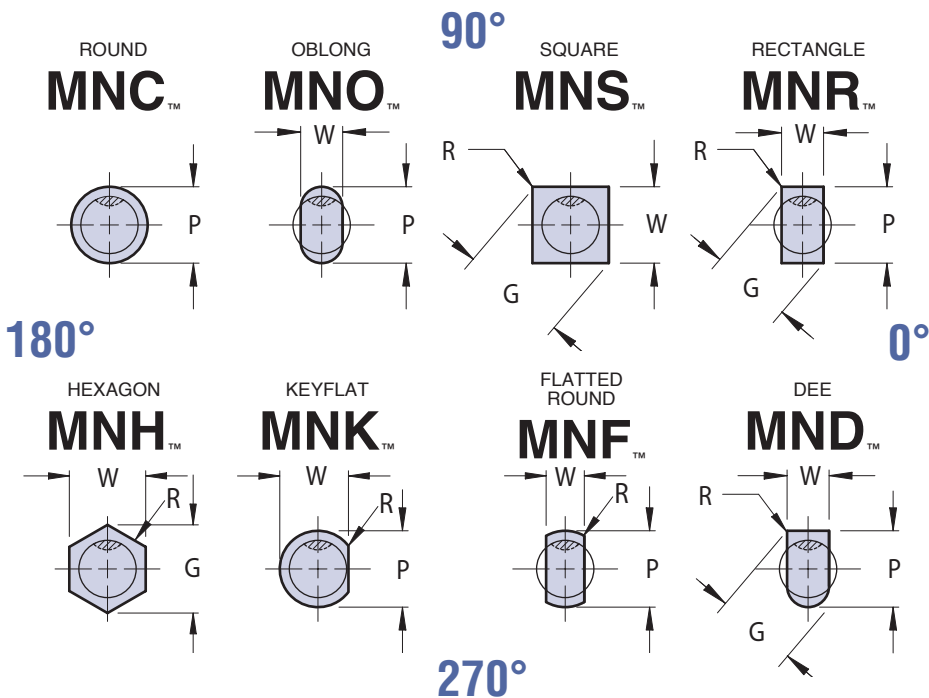 90°
ROUND OBLONG SQUARE RECTANGLE
MNC™ MNO™ MNS™ MNR™
W W
R R
P P W P
G G
180° 0°
HEXAGON KEYFLAT FLATTED ROUND DEE
MNH™ MNK™ MNF™ MND™
W W W W
R R R R
G P P P
G
270°